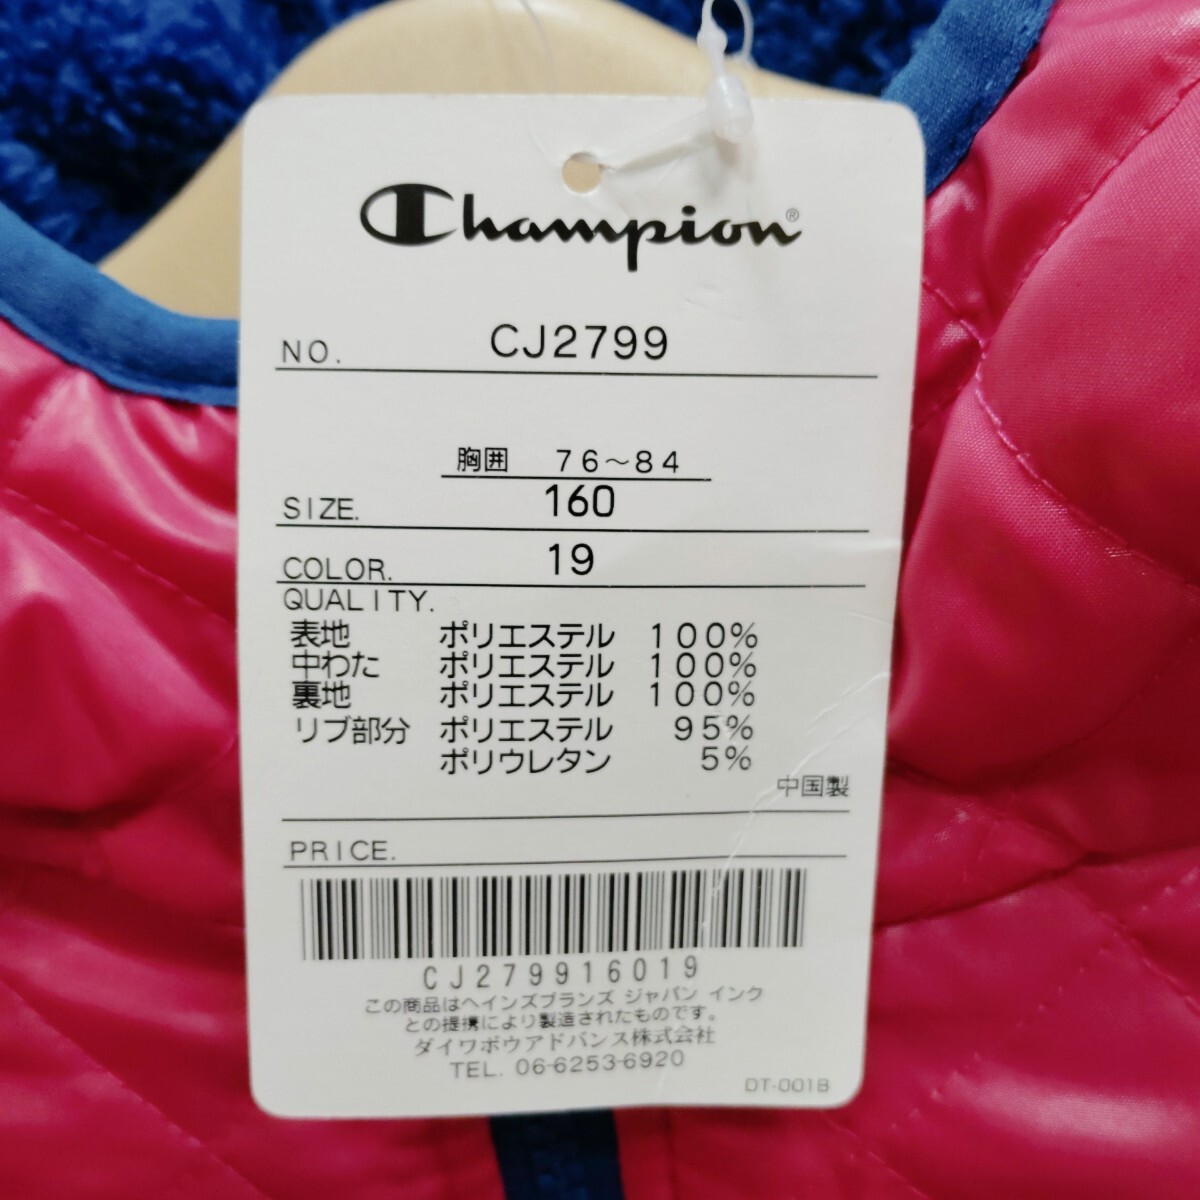 Champion®
NO. CJ2799
胸囲 76～84
SIZE. 160
COLOR. 19
QUALITY.
表地 ポリエステル 100%
中わた ポリエステル 100%
裏地 ポリエステル 100%
リブ部分 ポリエステル 95%
ポリウレタン 5%
中国製
PRICE.
CJ279916019
この商品はヘインズブランズ ジャパン インク
との提携により製造されたものです。
ダイワボウアドバンス株式会社
TEL. 06-6253-6920
DT-001B